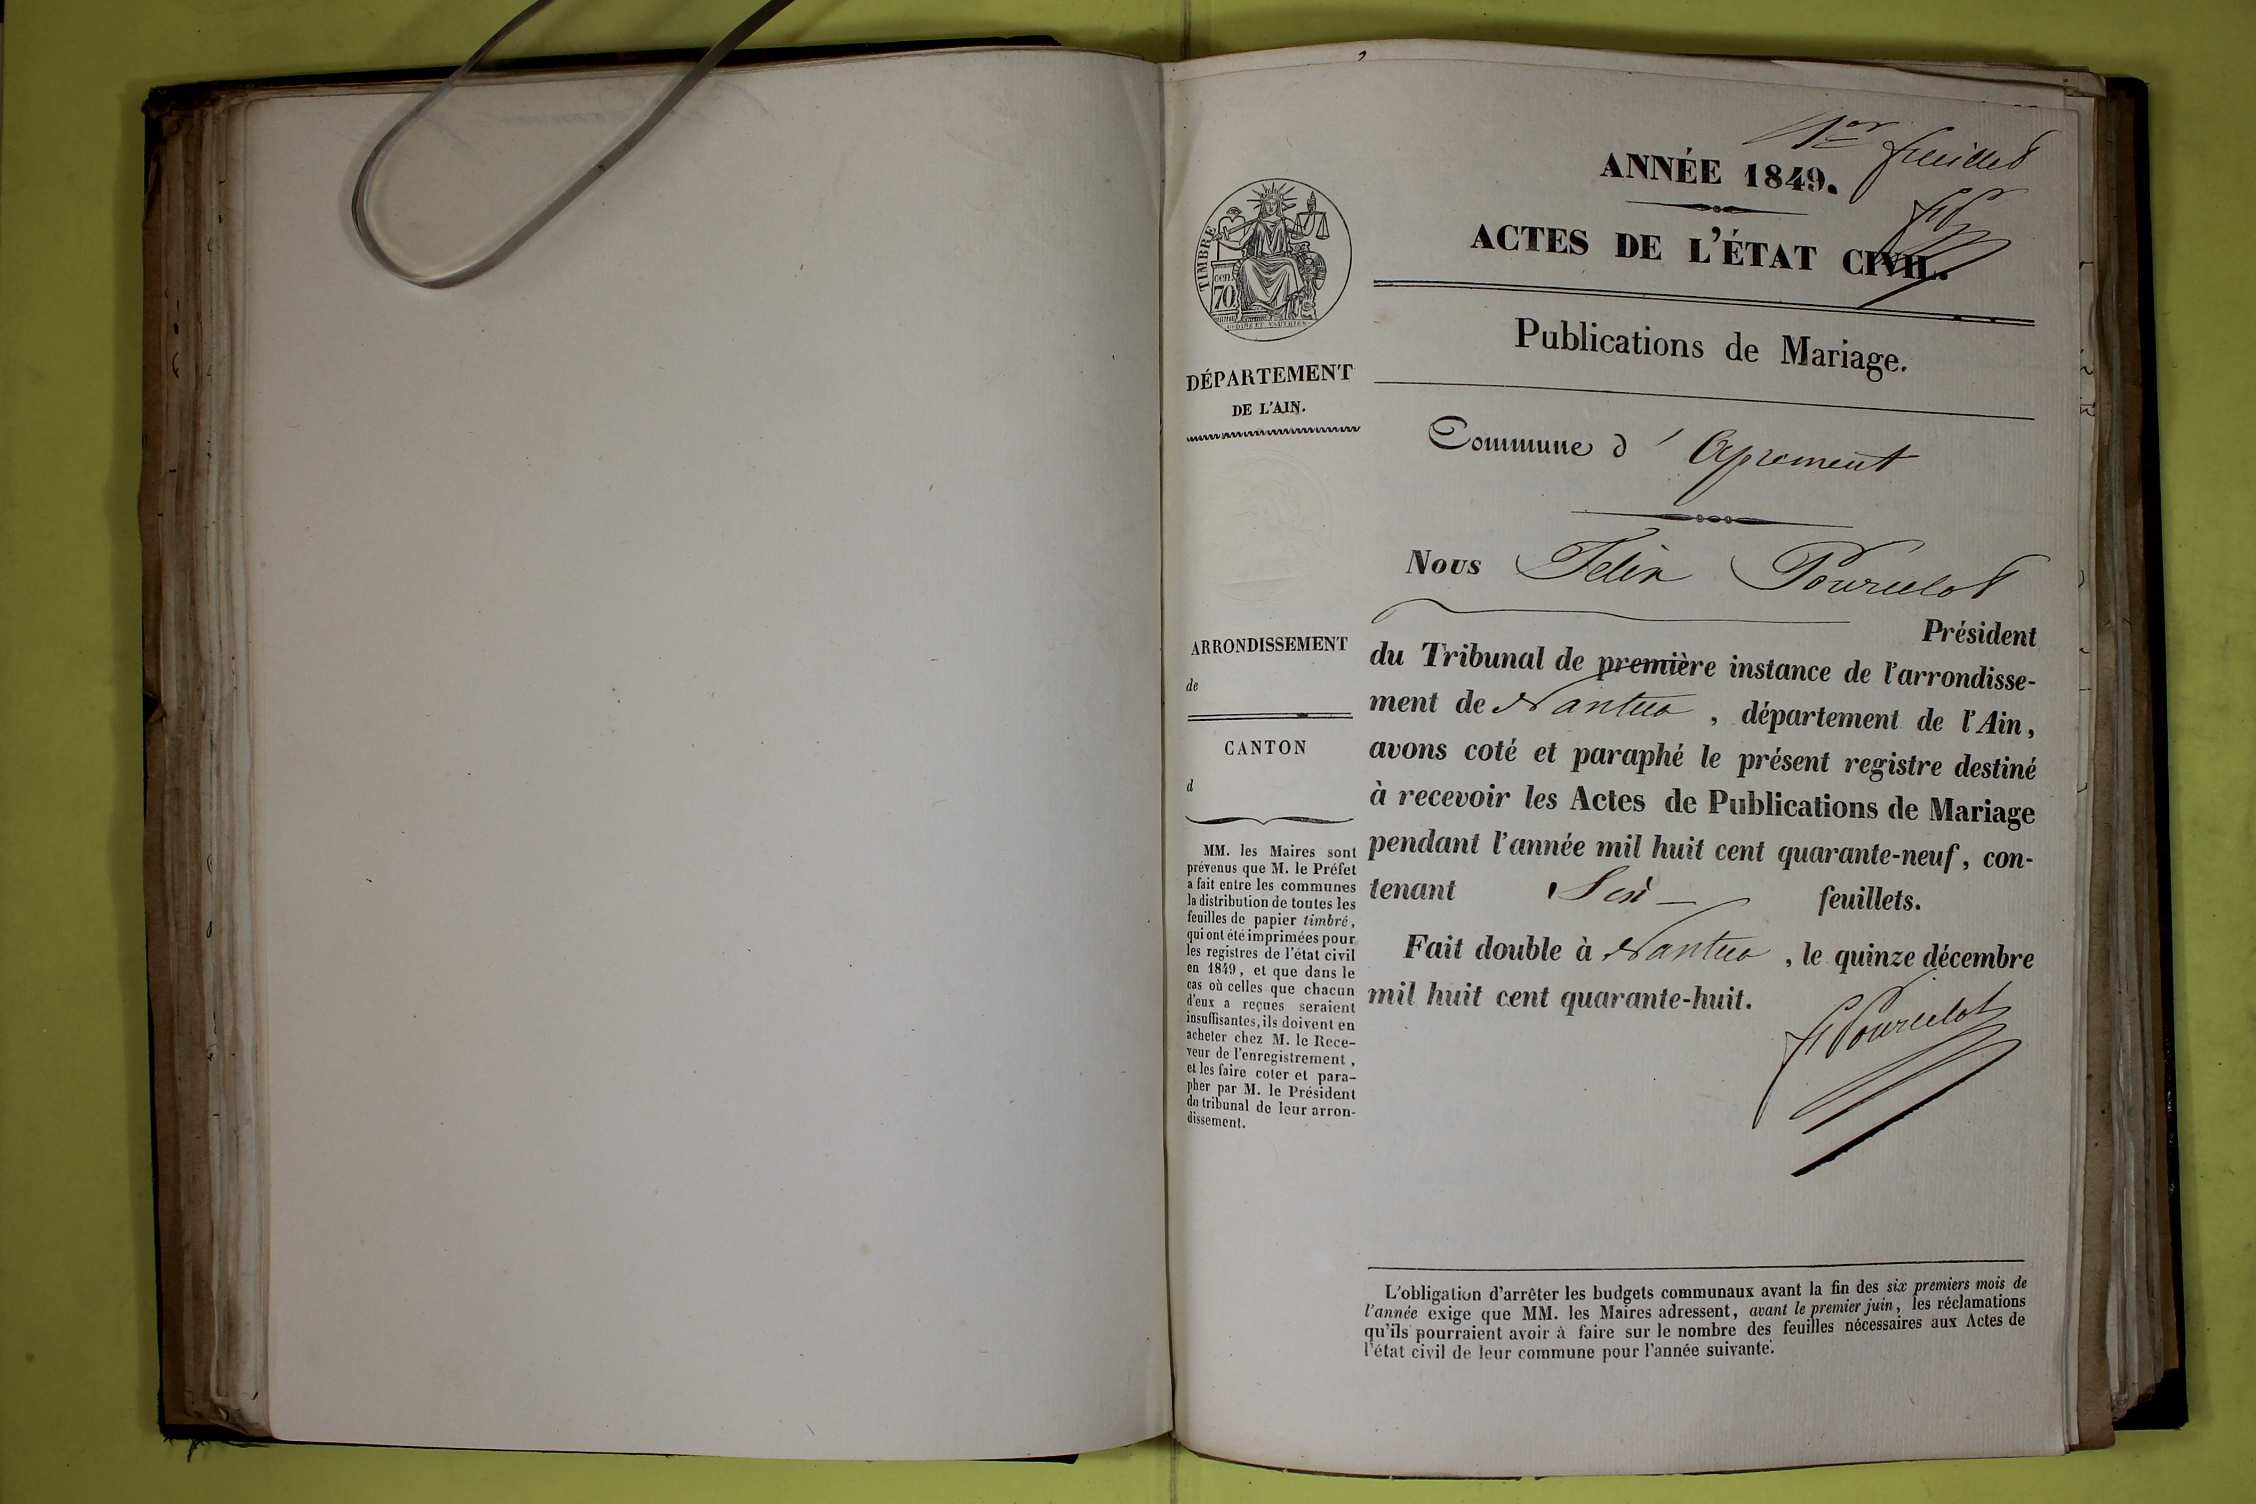 1er feuillet
ANNÉE 1849.
ACTES DE L'ÉTAT CIVIL.
Publications de Mariage.
TIMBRE
70
cen
DÉPARTEMENT
DE L'AIN.
Commune d'Apremont
Nous Félix Pourcelot
Président
du Tribunal de première instance de l'arrondisse-
ment de Nantua, département de l'Ain,
avons coté et paraphé le présent registre destiné
à recevoir les Actes de Publications de Mariage
pendant l'année mil huit cent quarante-neuf, con-
tenant Six feuillets.
Fait double à Nantua, le quinze décembre
mil huit cent quarante-huit.
F Pourcelot
ARRONDISSEMENT
de
CANTON
d
MM. les Maires sont
prévenus que M. le Préfet
a fait entre les communes
la distribution de toutes les
feuilles de papier timbré,
qui ont été imprimées pour
les registres de l'état civil
en 1849, et que dans le
cas où celles que chacun
d'eux a reçues seraient
insuffisantes, ils doivent en
acheter chez M. le Rece-
veur de l'enregistrement,
et les faire coter et para-
pher par M. le Président
du tribunal de leur arron-
dissement.
L'obligation d'arrêter les budgets communaux avant la fin des six premiers mois de
l'année exige que MM. les Maires adressent, avant le premier juin, les réclamations
qu'ils pourraient avoir à faire sur le nombre des feuilles nécessaires aux Actes de
l'état civil de leur commune pour l'année suivante.